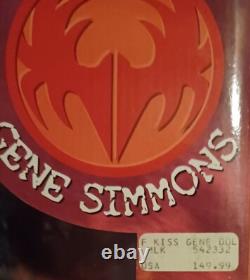 GENE SIMMONS
F KISS GENE DOL
542332
USA 149.99